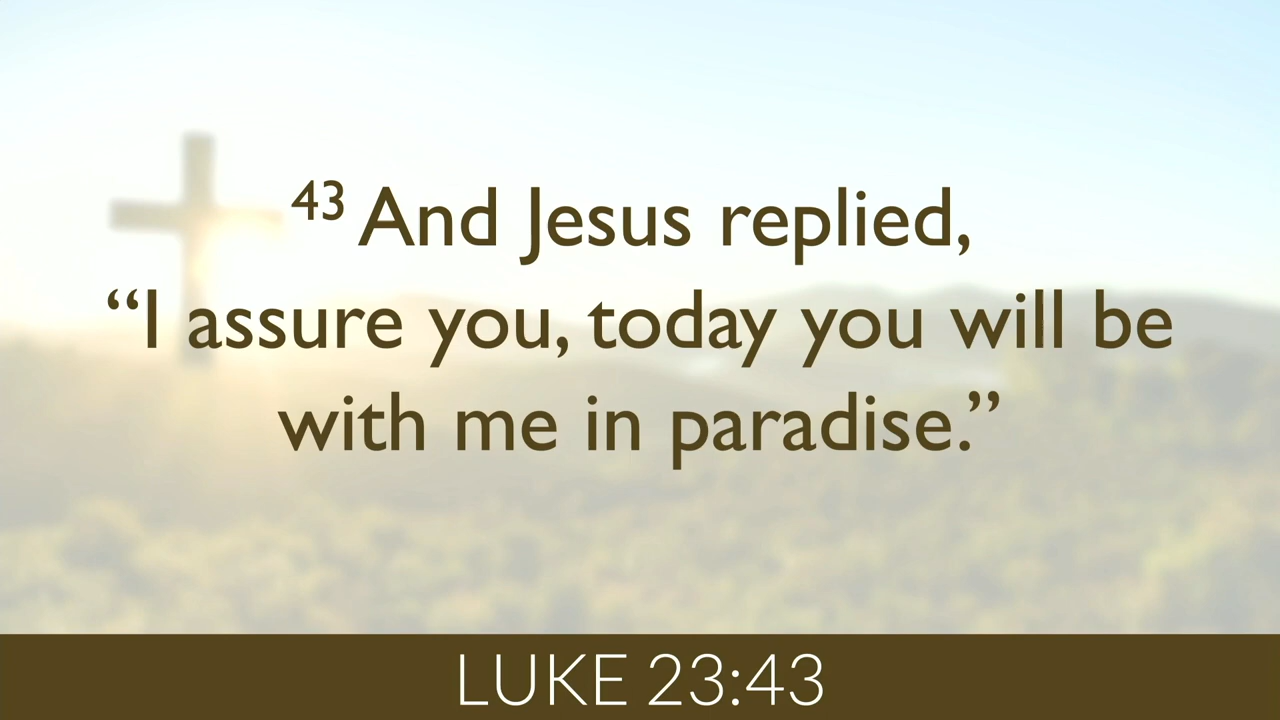 43 And Jesus replied,
“I assure you, today you will be
with me in paradise.”
LUKE 23:43